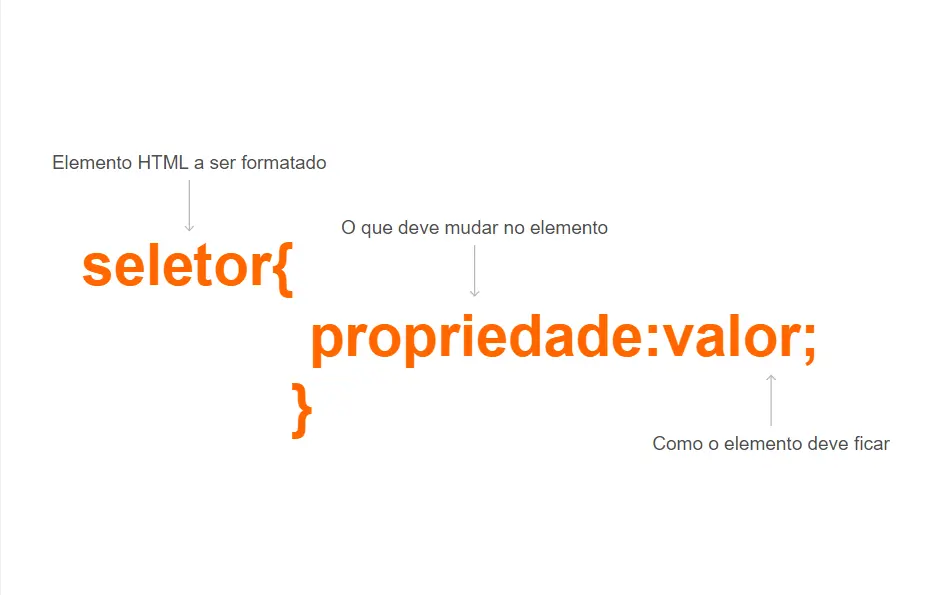 Elemento HTML a ser formatado
O que deve mudar no elemento
seletor{
propriedade:valor;
}
Como o elemento deve ficar